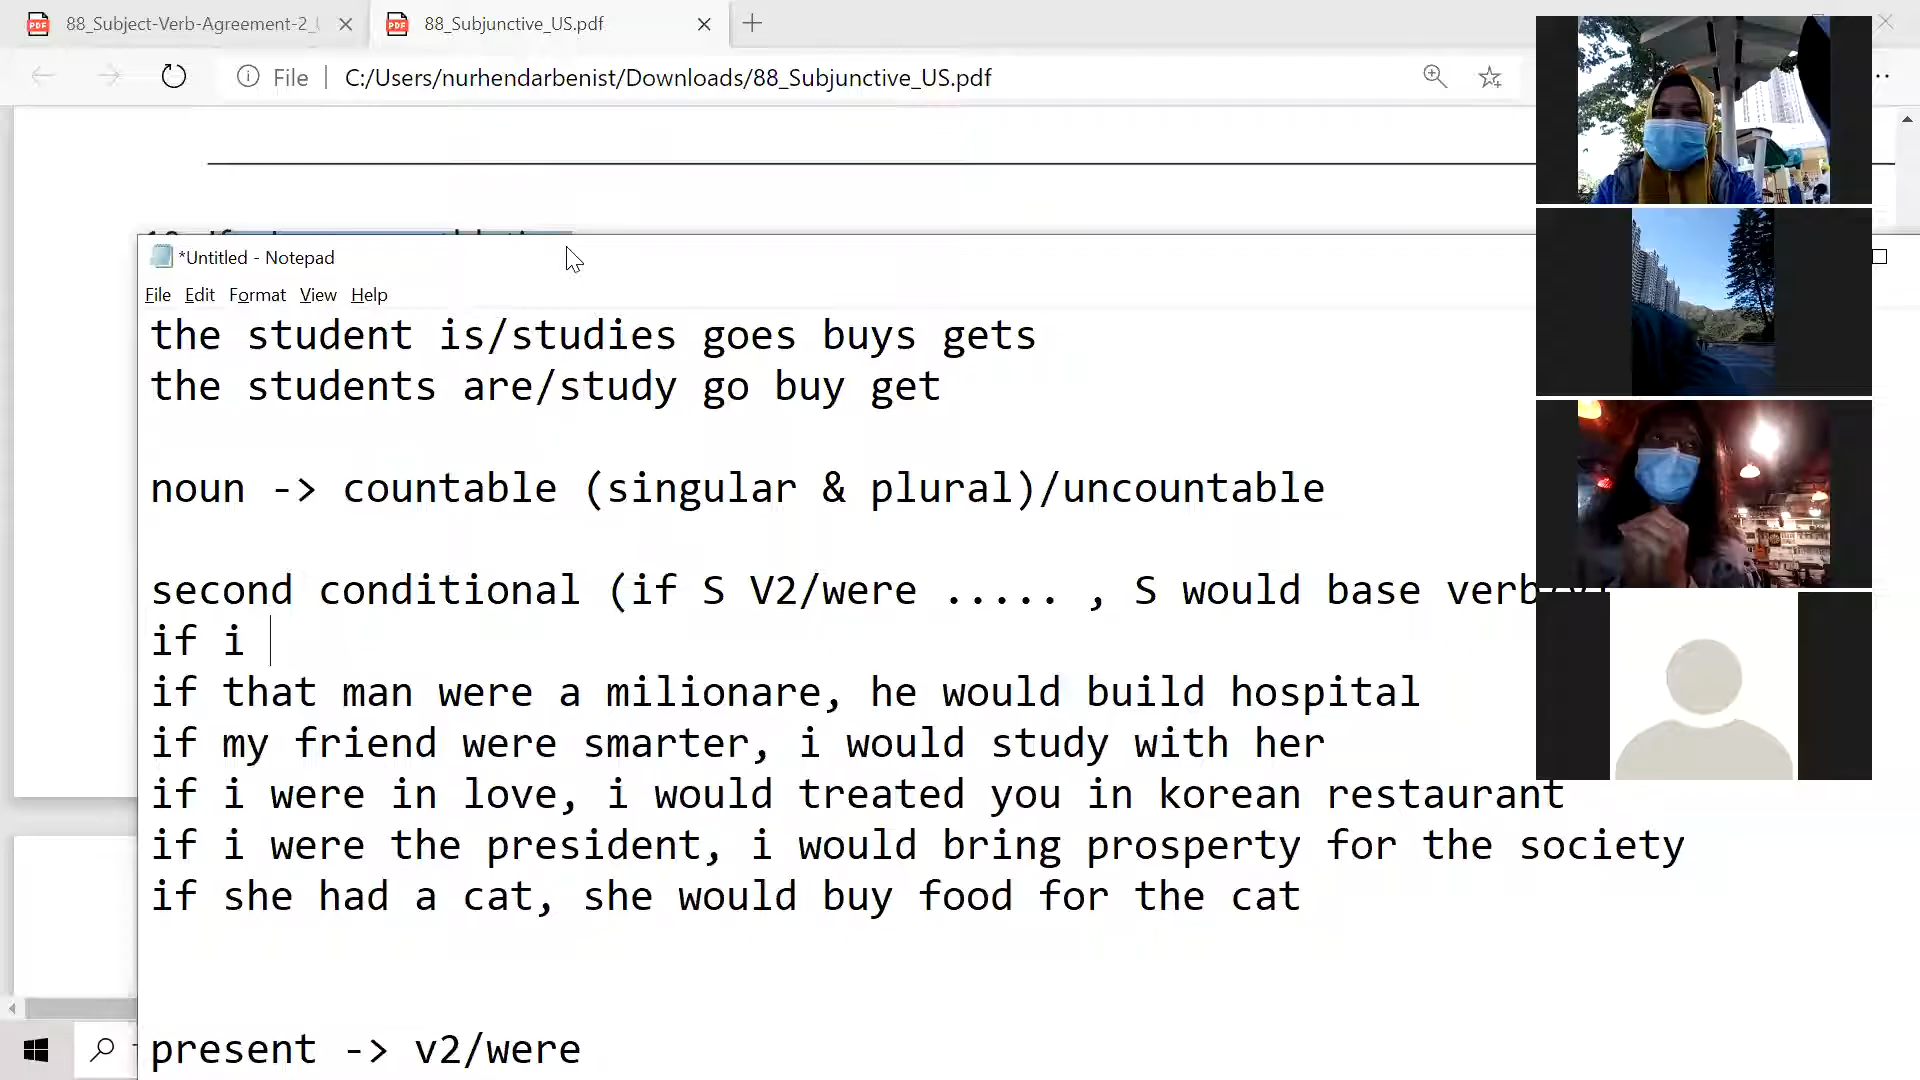 88_Subject-Verb-Agreement-2_
88_Subjunctive_US.pdf
File
C:/Users/nurhendarbenist/Downloads/88_Subjunctive_US.pdf
*Untitled - Notepad
File Edit Format View Help
the student is/studies goes buys gets
the students are/study go buy get
noun -> countable (singular & plural)/uncountable
second conditional (if S V2/were ..... , S would base verb
if i
if that man were a milionare, he would build hospital
if my friend were smarter, i would study with her
if i were in love, i would treated you in korean restaurant
if i were the president, i would bring prosperty for the society
if she had a cat, she would buy food for the cat
present -> v2/were